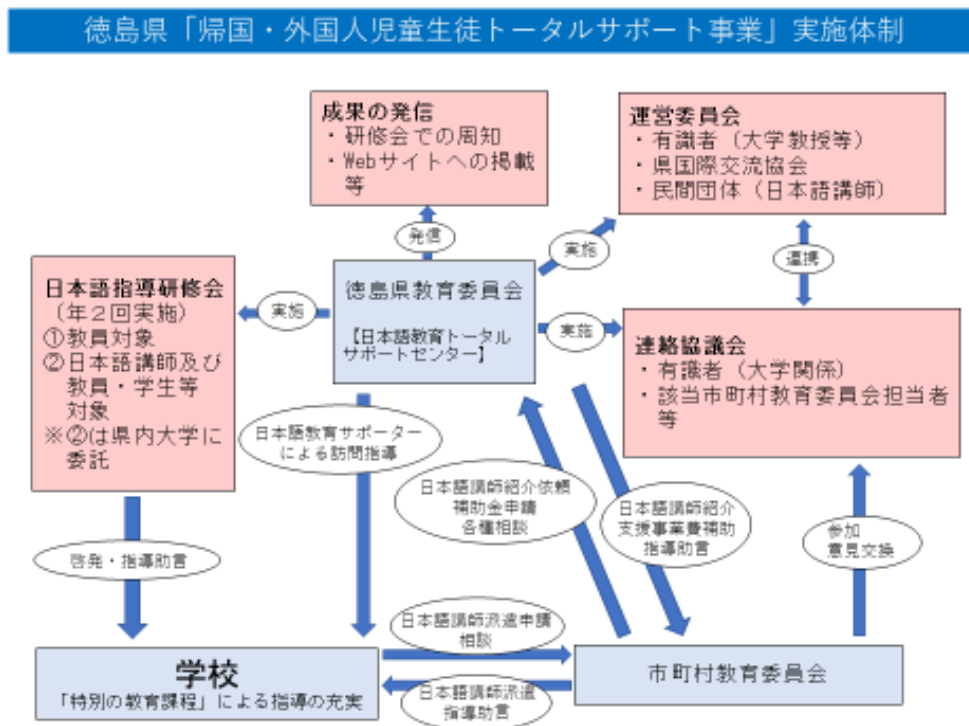 徳島県「帰国・外国人児童生徒トータルサポート事業」実施体制
成果の発信
・研修会での周知
・Webサイトへの掲載
等
運営委員会
・有識者（大学教授等）
・県国際交流協会
・民間団体（日本語講師）
発信
実施
連携
日本語指導研修会
（年２回実施）
①教員対象
②日本語講師及び
教員・学生等
対象
※②は県内大学に
委託
実施
徳島県教育委員会
【日本語教育トータル
サポートセンター】
実施
連絡協議会
・有識者（大学関係）
・該当市町村教育委員会担当者
等
日本語教育サポーター
による訪問指導
日本語講師紹介依頼
補助金申請
各種相談
日本語講師紹介
支援事業費補助
指導助言
参加
意見交換
啓発・指導助言
日本語講師派遣申請
相談
学校
「特別の教育課程」による指導の充実
市町村教育委員会
日本語講師派遣
指導助言